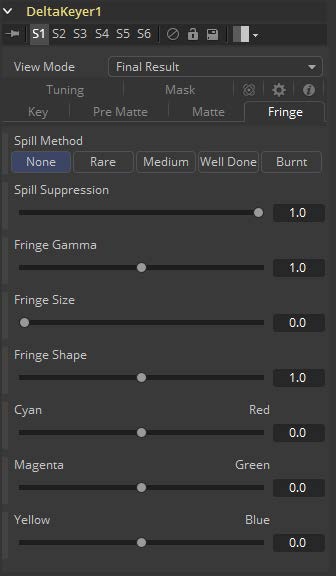 DeltaKeyer1
S1 S2 S3 S4 S5 S6
View Mode Final Result
Tuning Mask
Key Pre Matte Matte Fringe
Spill Method
None Rare Medium Well Done Burnt
Spill Suppression
1.0
Fringe Gamma
1.0
Fringe Size
0.0
Fringe Shape
1.0
Cyan Red
0.0
Magenta Green
0.0
Yellow Blue
0.0